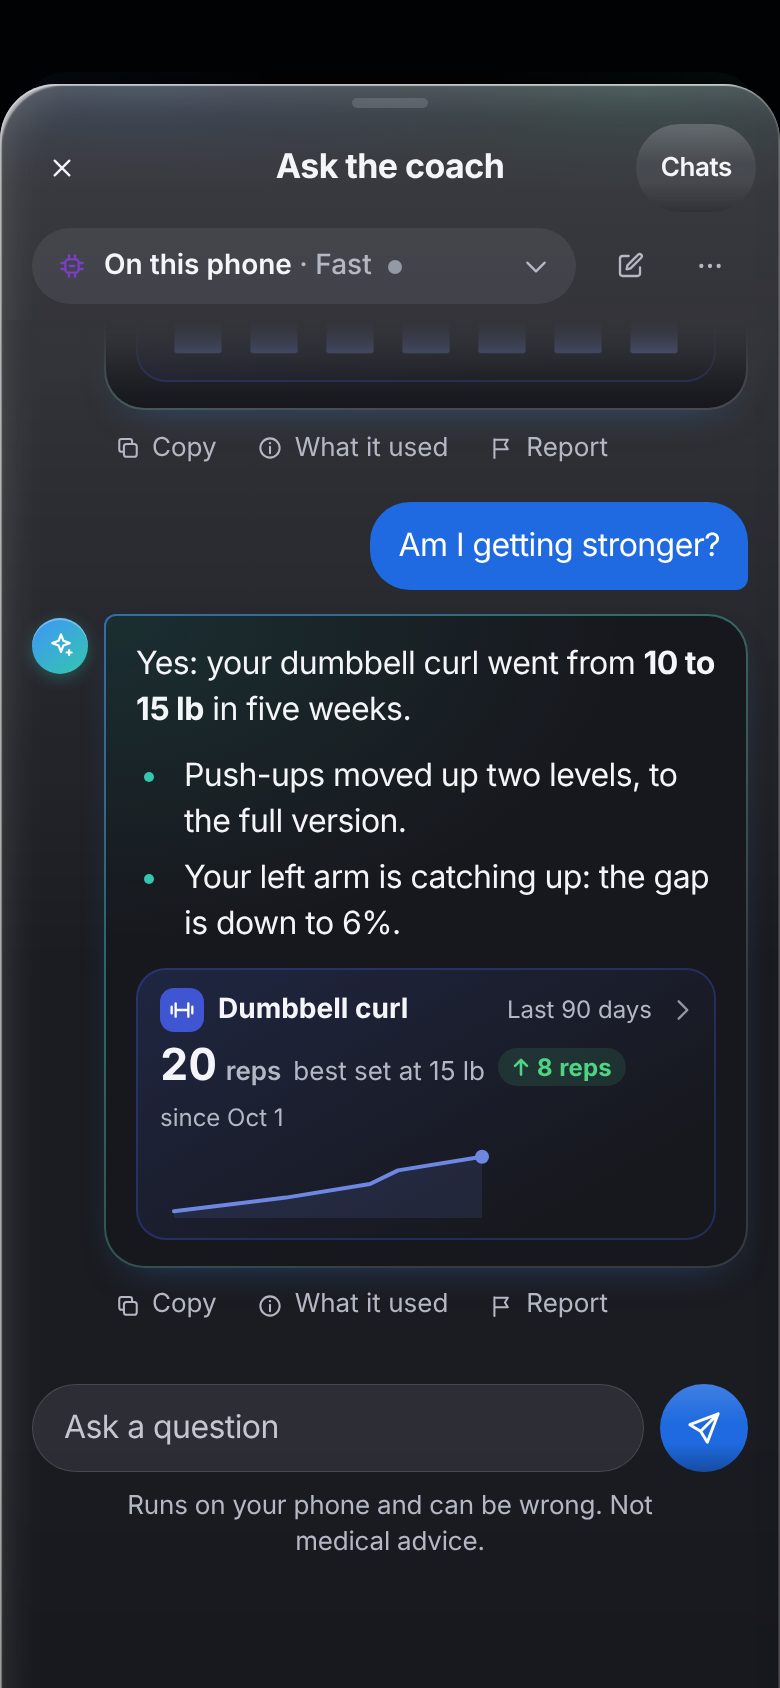 Ask the coach
Chats
On this phone · Fast
Copy
What it used
Report
Am I getting stronger?
Yes: your dumbbell curl went from 10 to
15 lb in five weeks.
• Push-ups moved up two levels, to
the full version.
• Your left arm is catching up: the gap
is down to 6%.
Dumbbell curl
Last 90 days
20 reps best set at 15 lb ↑ 8 reps
since Oct 1
Copy
What it used
Report
Ask a question
Runs on your phone and can be wrong. Not
medical advice.